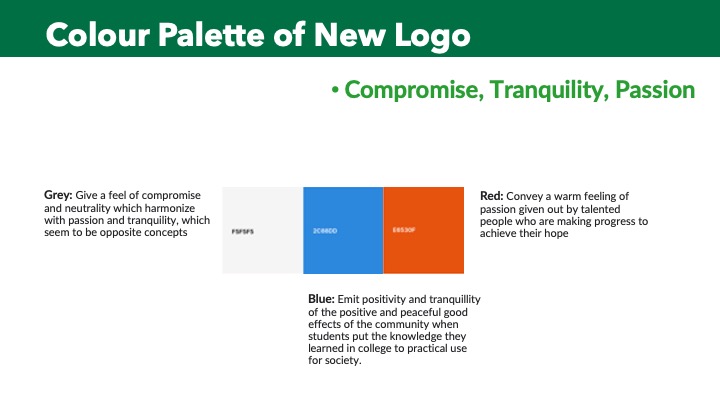 Colour Palette of New Logo
• Compromise, Tranquility, Passion
Grey: Give a feel of compromise
and neutrality which harmonize
with passion and tranquility, which
seem to be opposite concepts
F5F5F5
Red: Convey a warm feeling of
passion given out by talented
people who are making progress to
achieve their hope
Blue: Emit positivity and tranquillity
of the positive and peaceful good
effects of the community when
students put the knowledge they
learned in college to practical use
for society.